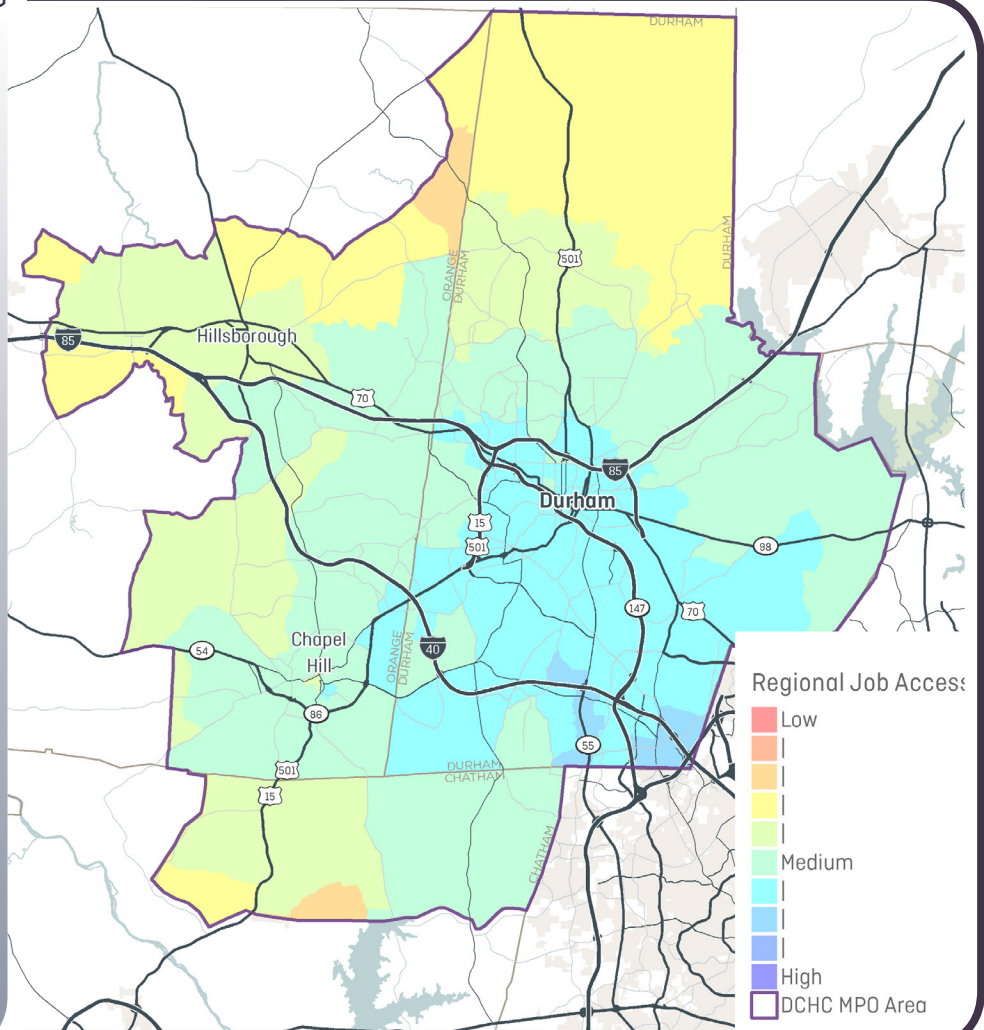 DURHAM
DURHAM
501
ORANGE
DURHAM
Hillsborough
85
70
85
Durham
15
501
98
147
70
Chapel
Hill
54
ORANGE
DURHAM
40
86
55
DURHAM
CHATHAM
501
15
CHATHAM
Regional Job Access
Low
|
|
|
|
Medium
|
|
|
High
DCHC MPO Area